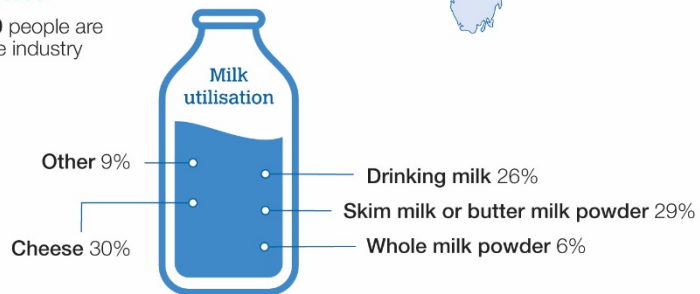 people are
industry
Milk
utilisation
Other 9%
Cheese 30%
Drinking milk 26%
Skim milk or butter milk powder 29%
Whole milk powder 6%